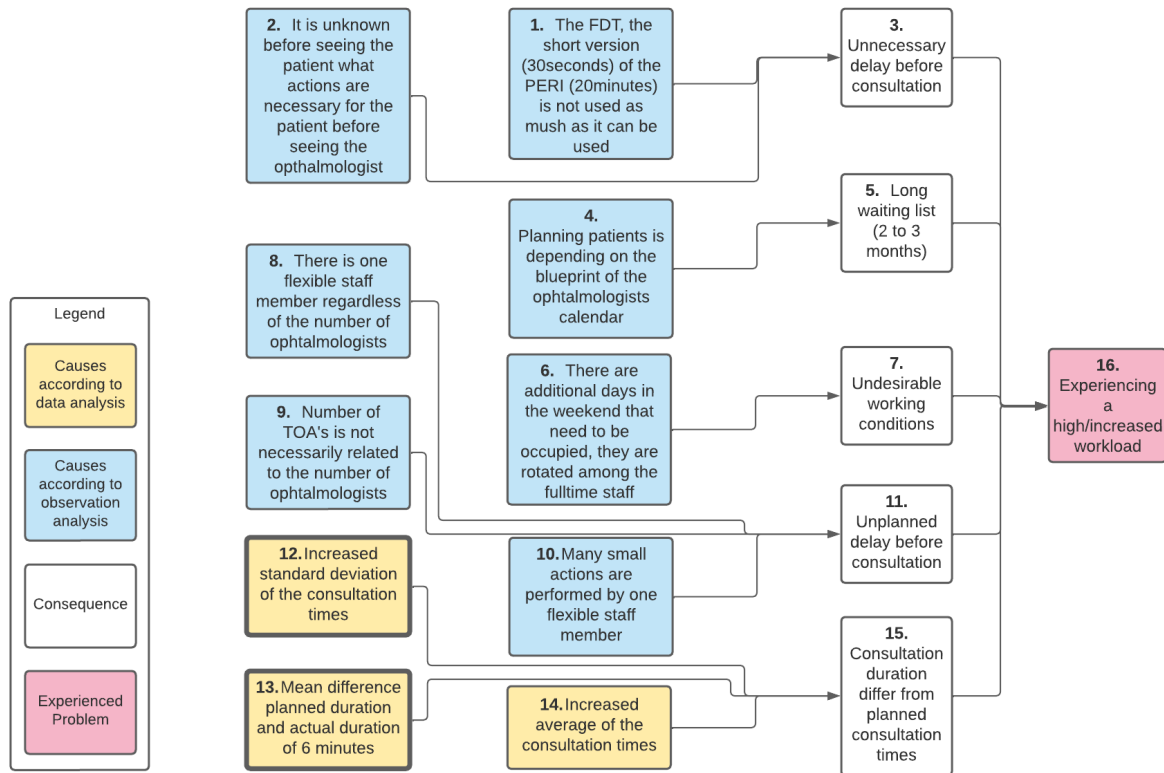 2. It is unknown
before seeing the
patient what
actions are
necessary for the
patient before
seeing the
opthalmologist
1. The FDT, the
short version
(30seconds) of the
PERI (20minutes)
is not used as
mush as it can be
used
3.
Unnecessary
delay before
consultation
4.
Planning patients is
depending on the
blueprint of the
ophtalmologists
calendar
5. Long
waiting list
(2 to 3
months)
8. There is one
flexible staff
member regardless
of the number of
ophtalmologists
6. There are
additional days in
the weekend that
need to be
occupied, they are
rotated among the
fulltime staff
7.
Undesirable
working
conditions
16.
Experiencing
a
high/increased
workload
9. Number of
TOA's is not
necessarily related
to the number of
ophtalmologists
10. Many small
actions are
performed by one
flexible staff
member
11.
Unplanned
delay before
consultation
12. Increased
standard deviation
of the consultation
times
13. Mean difference
planned duration
and actual duration
of 6 minutes
14. Increased
average of the
consultation times
15.
Consultation
duration
differ from
planned
consultation
times
Legend
Causes
according to
data analysis
Causes
according to
observation
analysis
Consequence
Experienced
Problem